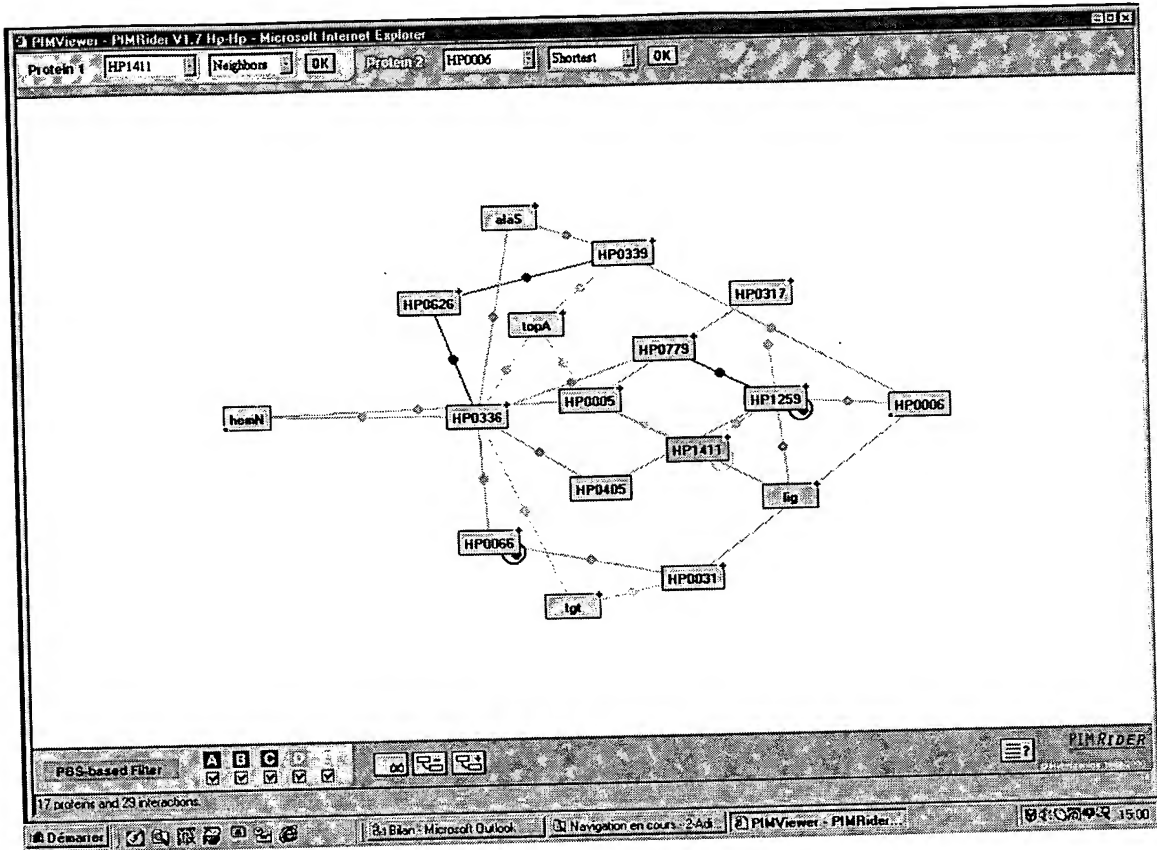 PIMViewer - PIMRider V1.7 Hp-Hp - Microsoft Internet Explorer
Protein 1 HP1411 Neighbors OK Protein 2 HP0006 Shortest OK
alaS
HP0339
HP0626
HP0317
topA
HP0779
HP0005
HP1259
HP0006
homN
HP0336
HP1411
HP0405
lig
HP0066
HP0031
tgt
PBS-based Filter
A B C D
PIMRIDER
17 proteins and 29 interactions.
Démarrer
Bilan - Microsoft Outlook
Navigation en cours - 2-Adi...
PIMViewer - PIMRider...
15:00